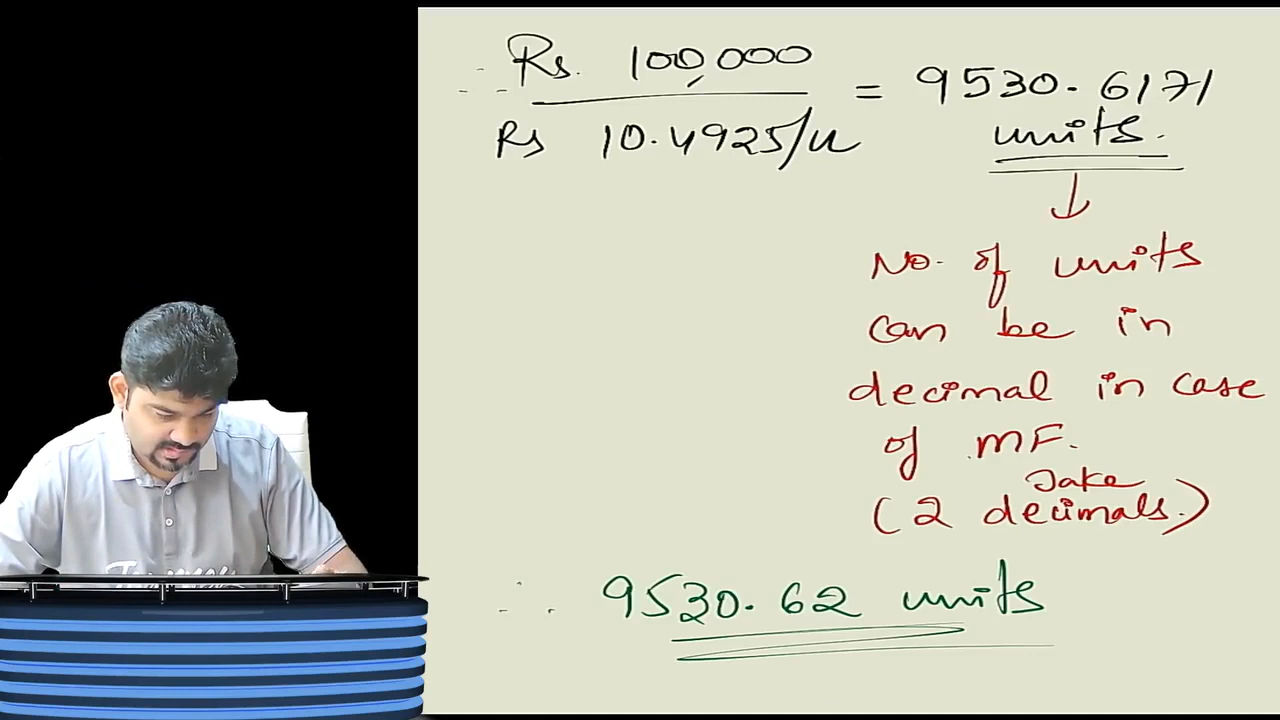 ∴ Rs. 100,000
Rs 10.4925/u
= 9530.6171
units.
↓
No. of units
can be in
decimal in case
of MF.
Take
(2 decimals.)
∴ 9530.62 units